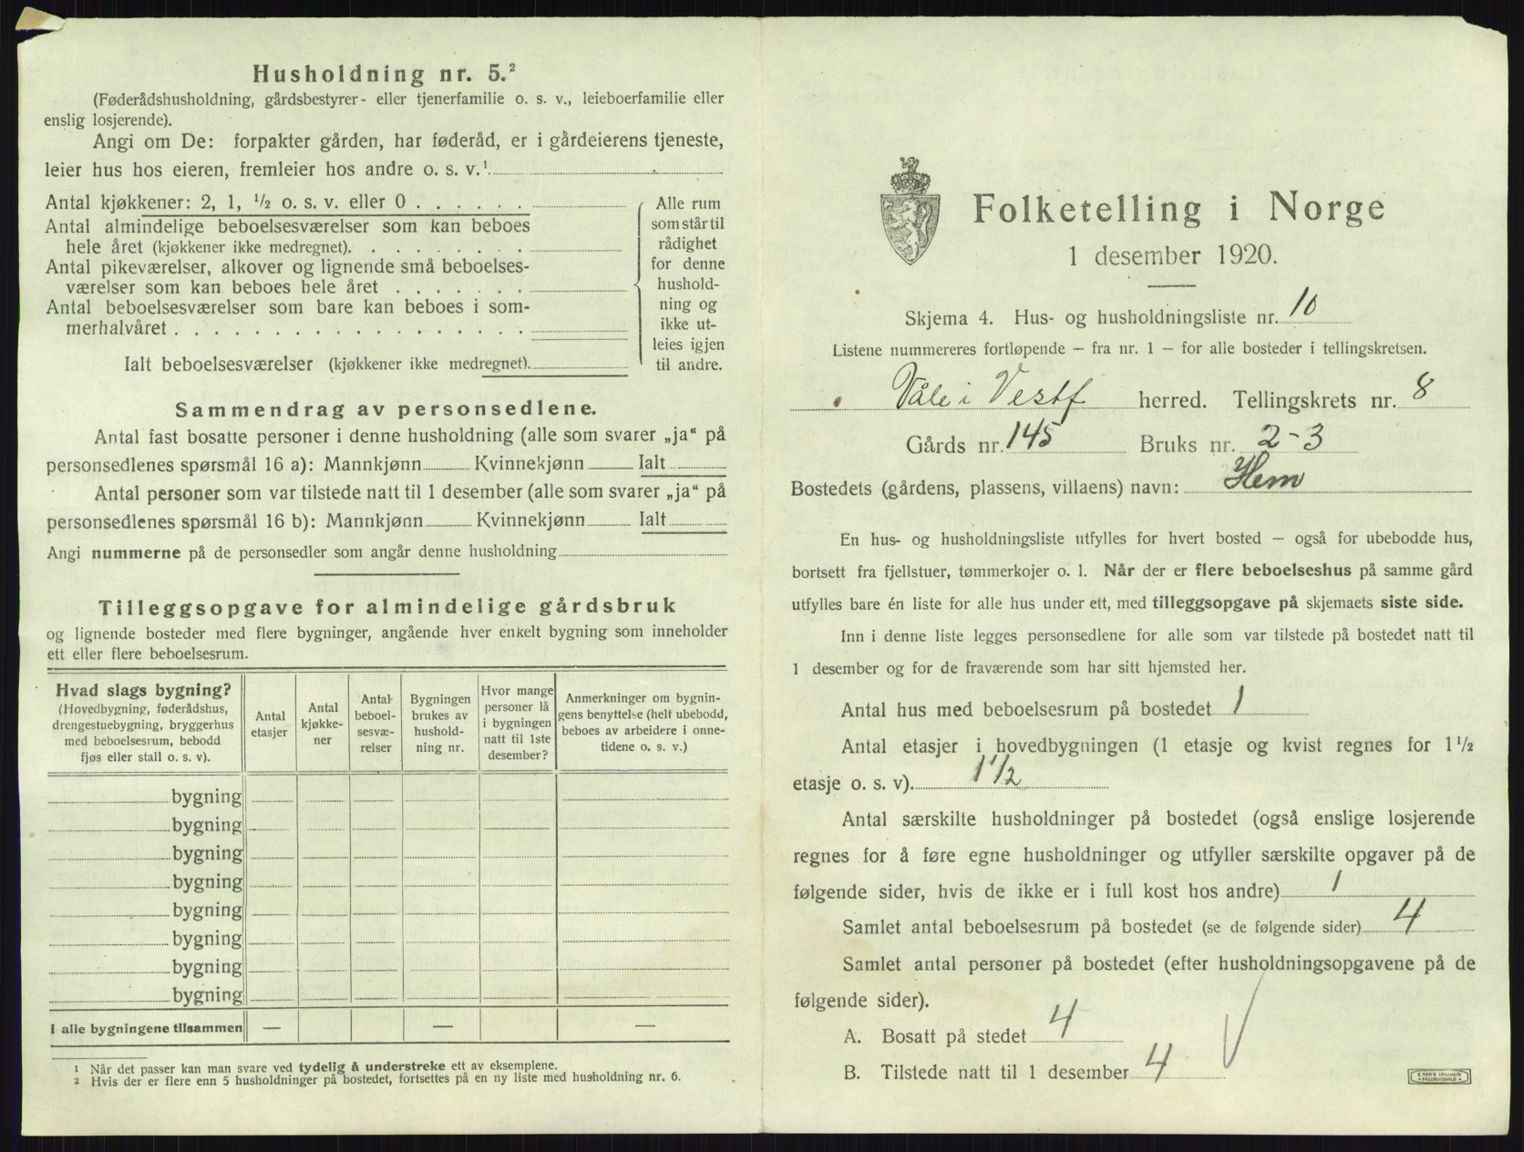 Husholdning nr. 5.²
(Føderådshusholdning, gårdsbestyrer- eller tjenerfamilie o. s. v., leieboerfamilie eller
enslig losjerende).
Angi om De: forpakter gården, har føderåd, er i gårdeierens tjeneste,
leier hus hos eieren, fremleier hos andre o. s. v.¹
Antal kjøkkener: 2, 1, ½ o. s. v. eller 0 . . . . . .
Antal almindelige beboelsesværelser som kan beboes
hele året (kjøkkener ikke medregnet). . . . . . . . .
Antal pikeværelser, alkover og lignende små beboelses-
værelser som kan beboes hele året . . . . . . .
Antal beboelsesværelser som bare kan beboes i som-
merhalvåret . . . . . . . . . . . . . . . . . .
Ialt beboelsesværelser (kjøkkener ikke medregnet).
Alle rum
som står til
rådighet
for denne
hushold-
ning og
ikke ut-
leies igjen
til andre.
Sammendrag av personsedlene.
Antal fast bosatte personer i denne husholdning (alle som svarer „ja“ på
personsedlenes spørsmål 16 a): Mannkjønn Kvinnekjønn Ialt
Antal personer som var tilstede natt til 1 desember (alle som svarer „ja“ på
personsedlenes spørsmål 16 b): Mannkjønn Kvinnekjønn Ialt
Angi nummerne på de personsedler som angår denne husholdning
Tilleggsopgave for almindelige gårdsbruk
og lignende bosteder med flere bygninger, angående hver enkelt bygning som inneholder
ett eller flere beboelsesrum.
Hvad slags bygning?
(Hovedbygning, føderådshus,
drengestuebygning, bryggerhus
med beboelsesrum, bebodd
fjøs eller stall o. s. v).
Antal
etasjer
Antal
kjøkke-
ner
Antal
beboel-
sesvæ-
relser
Bygningen
brukes av
hushold-
ning nr.
Hvor mange
personer lå
i bygningen
natt til 1ste
desember?
Anmerkninger om bygnin-
gens benyttelse (helt ubebodd,
beboes av arbeidere i onne-
tidene o. s. v.)
bygning
bygning
bygning
bygning
bygning
bygning
bygning
bygning
I alle bygningene tilsammen — — —
¹ Når det passer kan man svare ved tydelig å understreke ett av eksemplene.
² Hvis der er flere enn 5 husholdninger på bostedet, fortsettes på en ny liste med husholdning nr. 6.
Folketelling i Norge
1 desember 1920.
Skjema 4. Hus- og husholdningsliste nr. 10
Listene nummereres fortløpende – fra nr. 1 – for alle bosteder i tellingskretsen.
Våle i Vestf herred. Tellingskrets nr. 8
Gårds nr. 145 Bruks nr. 2-3
Bostedets (gårdens, plassens, villaens) navn: Hem
En hus- og husholdningsliste utfylles for hvert bosted – også for ubebodde hus,
bortsett fra fjellstuer, tømmerkojer o. l. Når der er flere beboelseshus på samme gård
utfylles bare én liste for alle hus under ett, med tilleggsopgave på skjemaets siste side.
Inn i denne liste legges personsedlene for alle som var tilstede på bostedet natt til
1 desember og for de fraværende som har sitt hjemsted her.
Antal hus med beboelsesrum på bostedet 1
Antal etasjer i hovedbygningen (1 etasje og kvist regnes for 1½
etasje o. s. v). 1½
Antal særskilte husholdninger på bostedet (også enslige losjerende
regnes for å føre egne husholdninger og utfyller særskilte opgaver på de
følgende sider, hvis de ikke er i full kost hos andre) 1
Samlet antal beboelsesrum på bostedet (se de følgende sider) 4
Samlet antal personer på bostedet (efter husholdningsopgavene på de
følgende sider).
A. Bosatt på stedet 4
B. Tilstede natt til 1 desember 4